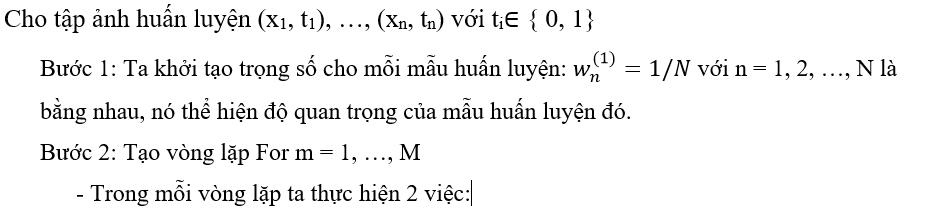 Cho tập ảnh huấn luyện (x₁, t₁), …, (xₙ, tₙ) với tᵢ∈ { 0, 1}
Bước 1: Ta khởi tạo trọng số cho mỗi mẫu huấn luyện: 𝑤ₙ⁽¹⁾ = 1/𝑁 với n = 1, 2, …, N là
bằng nhau, nó thể hiện độ quan trọng của mẫu huấn luyện đó.
Bước 2: Tạo vòng lặp For m = 1, …, M
- Trong mỗi vòng lặp ta thực hiện 2 việc: